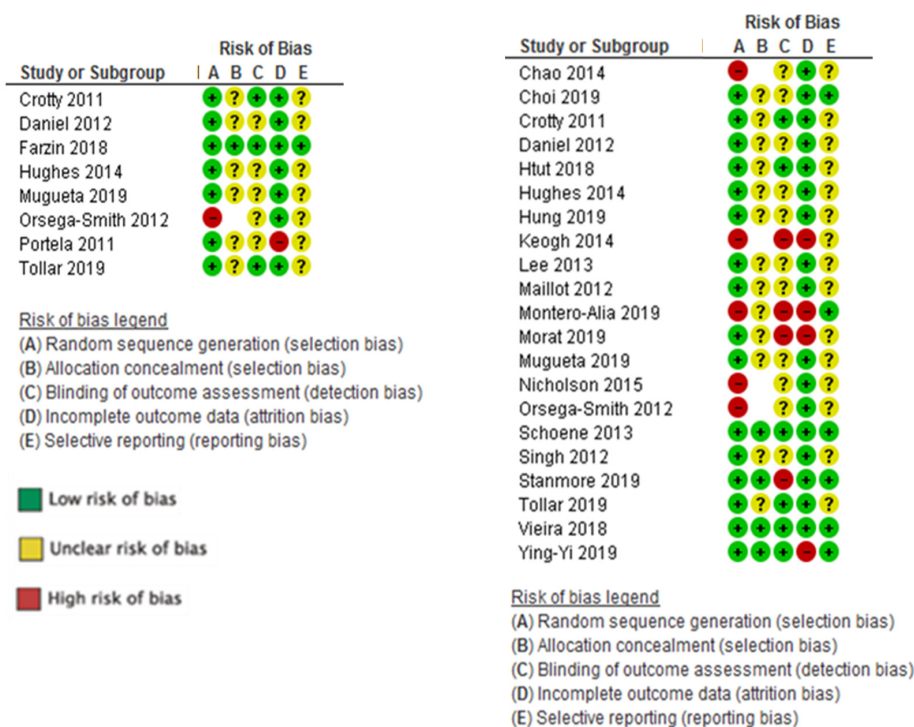 Risk of Bias
Study or Subgroup A B C D E
Crotty 2011 + ? + + ?
Daniel 2012 + ? ? + ?
Farzin 2018 + + + + +
Hughes 2014 + ? ? + ?
Mugueta 2019 + ? ? + ?
Orsega-Smith 2012 - ? + ?
Portela 2011 + ? ? - ?
Tollar 2019 + ? + + ?
Risk of bias legend
(A) Random sequence generation (selection bias)
(B) Allocation concealment (selection bias)
(C) Blinding of outcome assessment (detection bias)
(D) Incomplete outcome data (attrition bias)
(E) Selective reporting (reporting bias)
Low risk of bias
Unclear risk of bias
High risk of bias
Risk of Bias
Study or Subgroup A B C D E
Chao 2014 - ? + ?
Choi 2019 + ? ? + +
Crotty 2011 + ? + + ?
Daniel 2012 + ? ? + ?
Htut 2018 + ? + + ?
Hughes 2014 + ? ? + ?
Hung 2019 + ? ? + ?
Keogh 2014 - - - ?
Lee 2013 + ? ? + ?
Maillot 2012 + ? ? + ?
Montero-Alia 2019 - ? - - +
Morat 2019 + ? - - ?
Mugueta 2019 + ? ? + ?
Nicholson 2015 - ? + ?
Orsega-Smith 2012 - ? + ?
Schoene 2013 + + + + +
Singh 2012 + ? ? + ?
Stanmore 2019 + + - + +
Tollar 2019 + ? + + ?
Vieira 2018 + + + + +
Ying-Yi 2019 + + + - +
Risk of bias legend
(A) Random sequence generation (selection bias)
(B) Allocation concealment (selection bias)
(C) Blinding of outcome assessment (detection bias)
(D) Incomplete outcome data (attrition bias)
(E) Selective reporting (reporting bias)